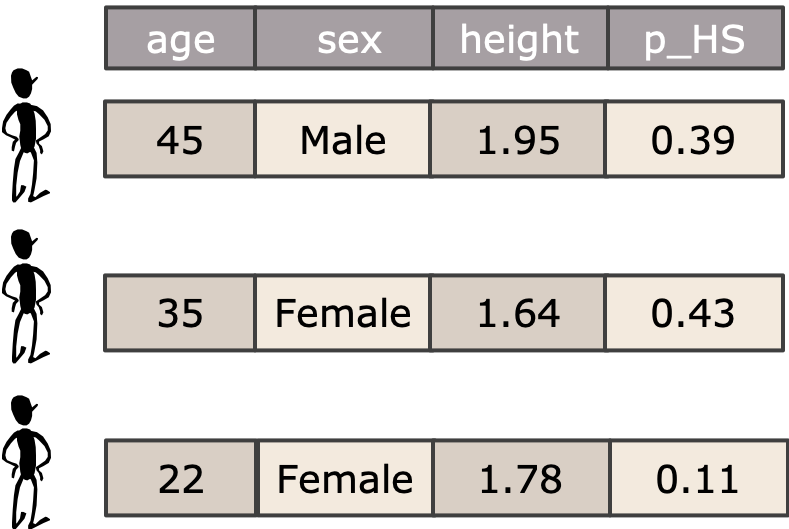 age sex height p_HS
45 Male 1.95 0.39
35 Female 1.64 0.43
22 Female 1.78 0.11